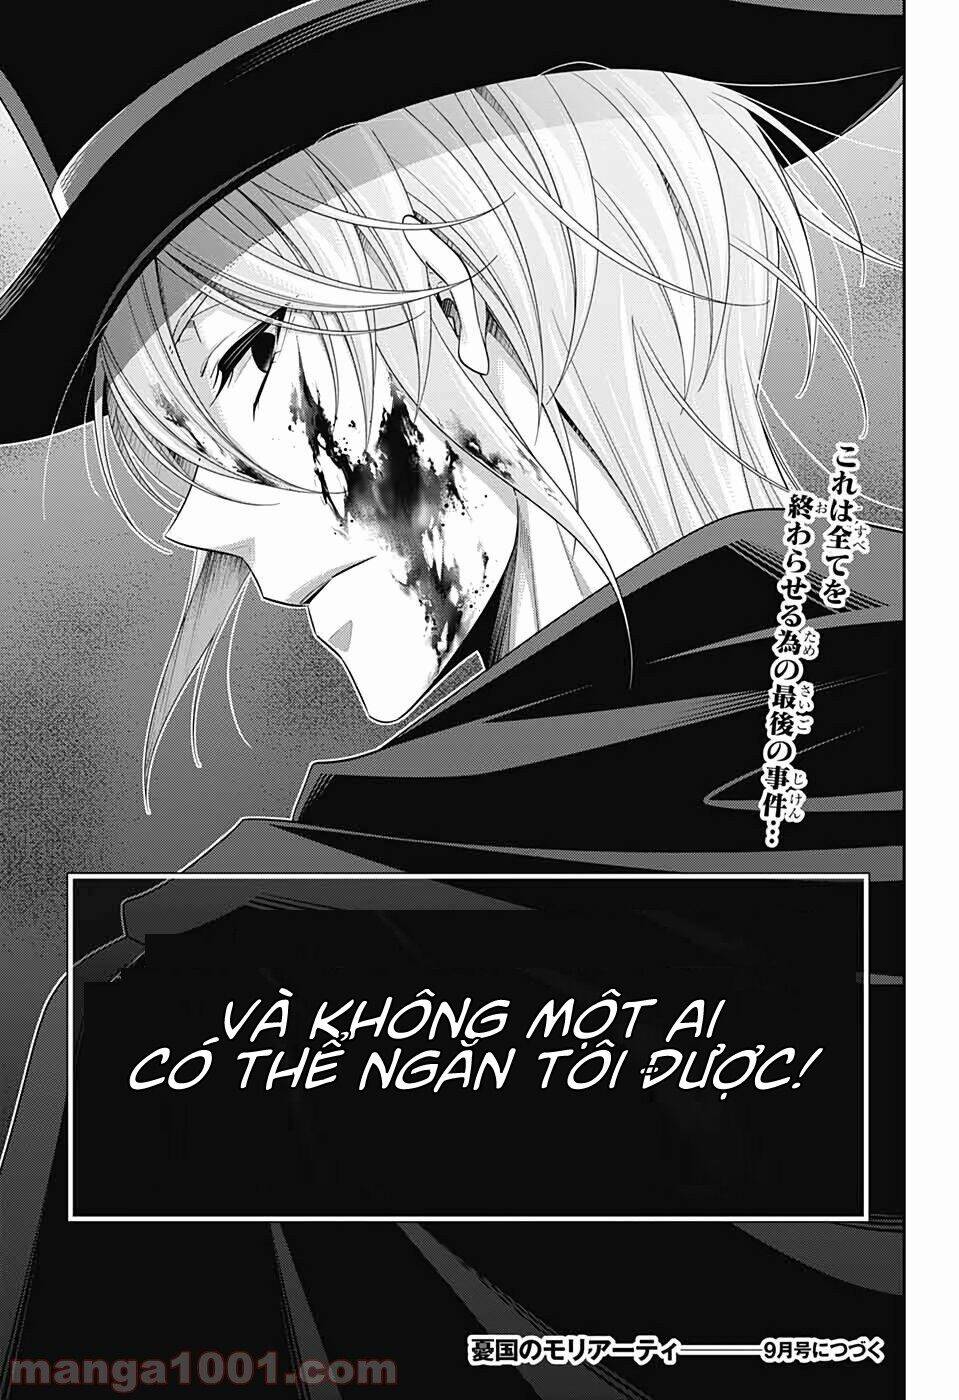 これは全てを
終わらせる為の最後の事件…
VÀ KHÔNG MỘT AI
CÓ THỂ NGĂN TÔI ĐƯỢC!
憂国のモリアーティ———9月号につづく
manga1001.com